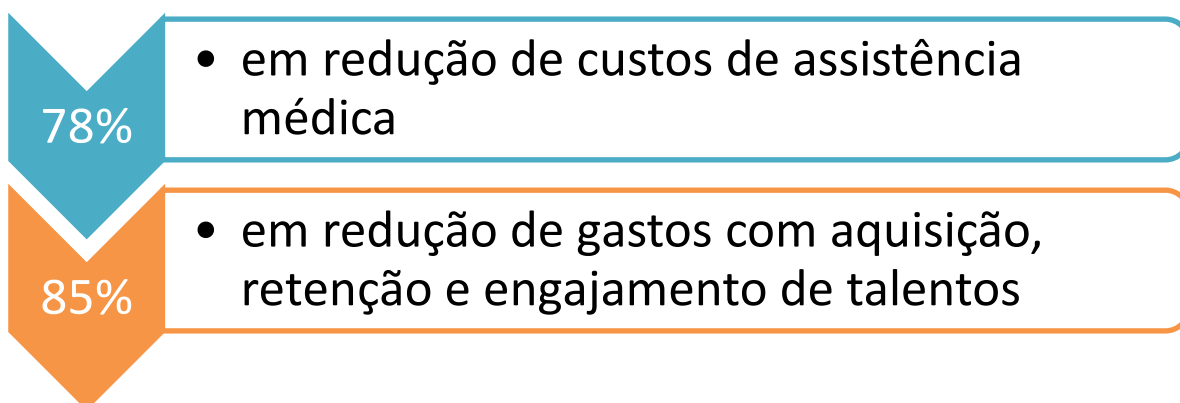 78%
• em redução de custos de assistência
médica
85%
• em redução de gastos com aquisição,
retenção e engajamento de talentos